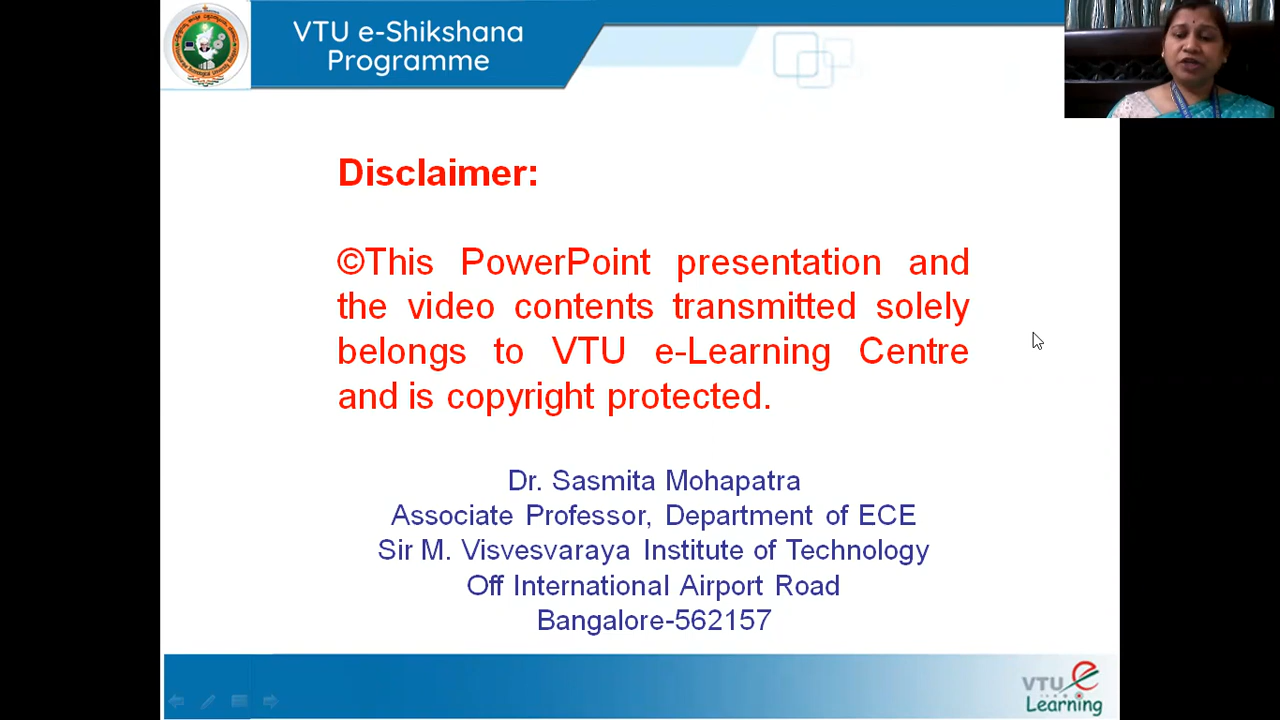 VTU e-Shikshana
Programme
Disclaimer:
©This PowerPoint presentation and
the video contents transmitted solely
belongs to VTU e-Learning Centre
and is copyright protected.
Dr. Sasmita Mohapatra
Associate Professor, Department of ECE
Sir M. Visvesvaraya Institute of Technology
Off International Airport Road
Bangalore-562157
VTU e
Learning